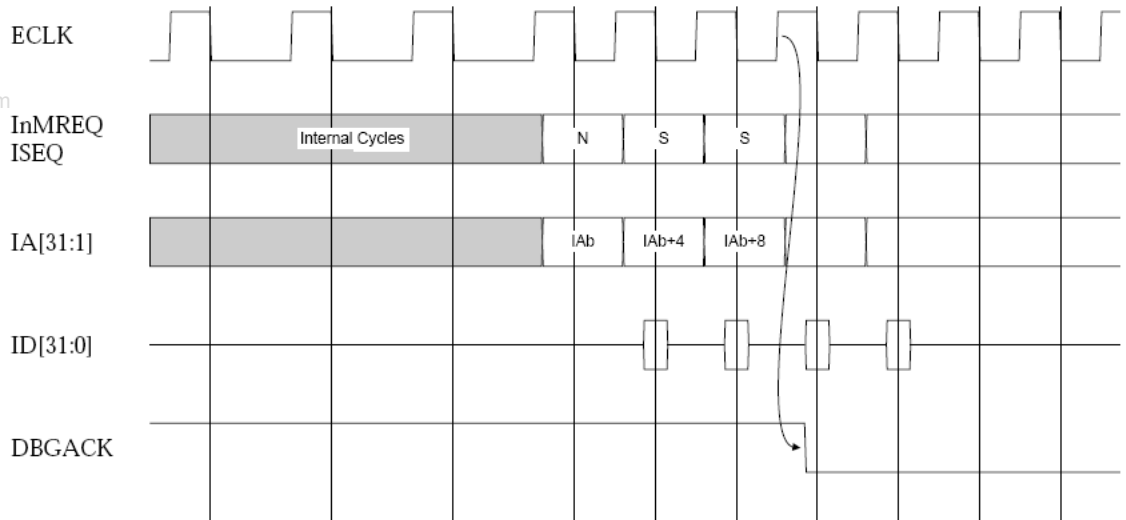 ECLK
InMREQ
ISEQ
Internal Cycles
N
S
S
IA[31:1]
IAb
IAb+4
IAb+8
ID[31:0]
DBGACK